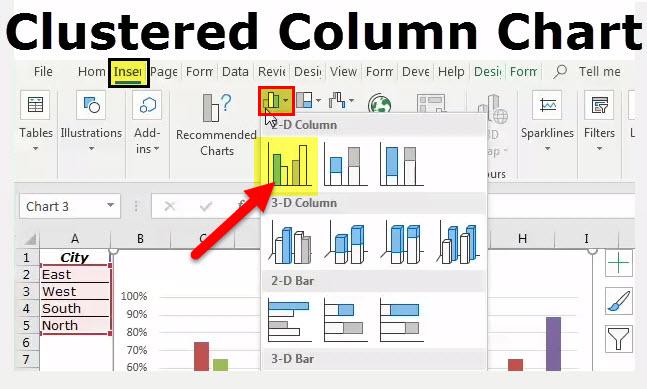 Clustered Column Chart
File Hom Inser Page Form Data Revie Desig View Form Deve Help Desig Form Tell me
2-D Column
Tables Illustrations Add-ins Recommended Charts Sparklines Filters
3-D Column
Chart 3
A B C H I
1 City
2 East
3 West
4 South
5 North
6
7
2-D Bar
100%
90%
80%
70%
60%
3-D Bar